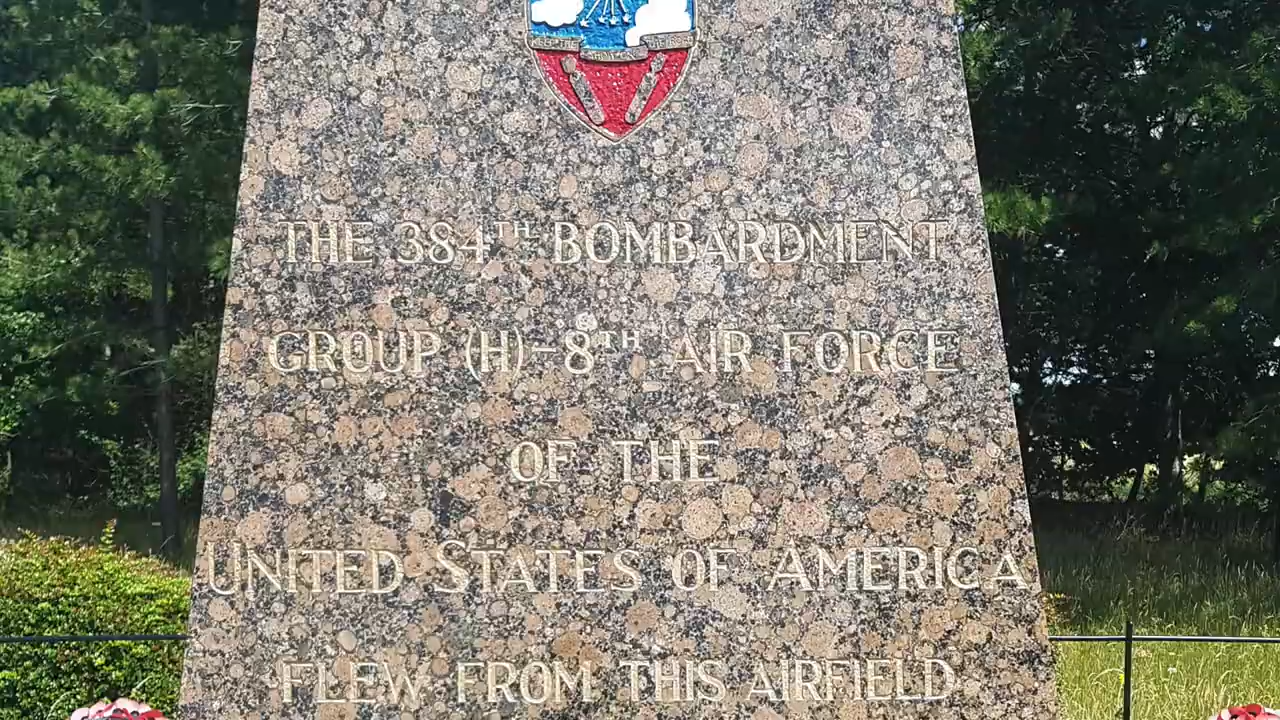 THE 384TH BOMBARDMENT
GROUP (H)-8TH AIR FORCE
OF THE
UNITED STATES OF AMERICA
FLEW FROM THIS AIRFIELD